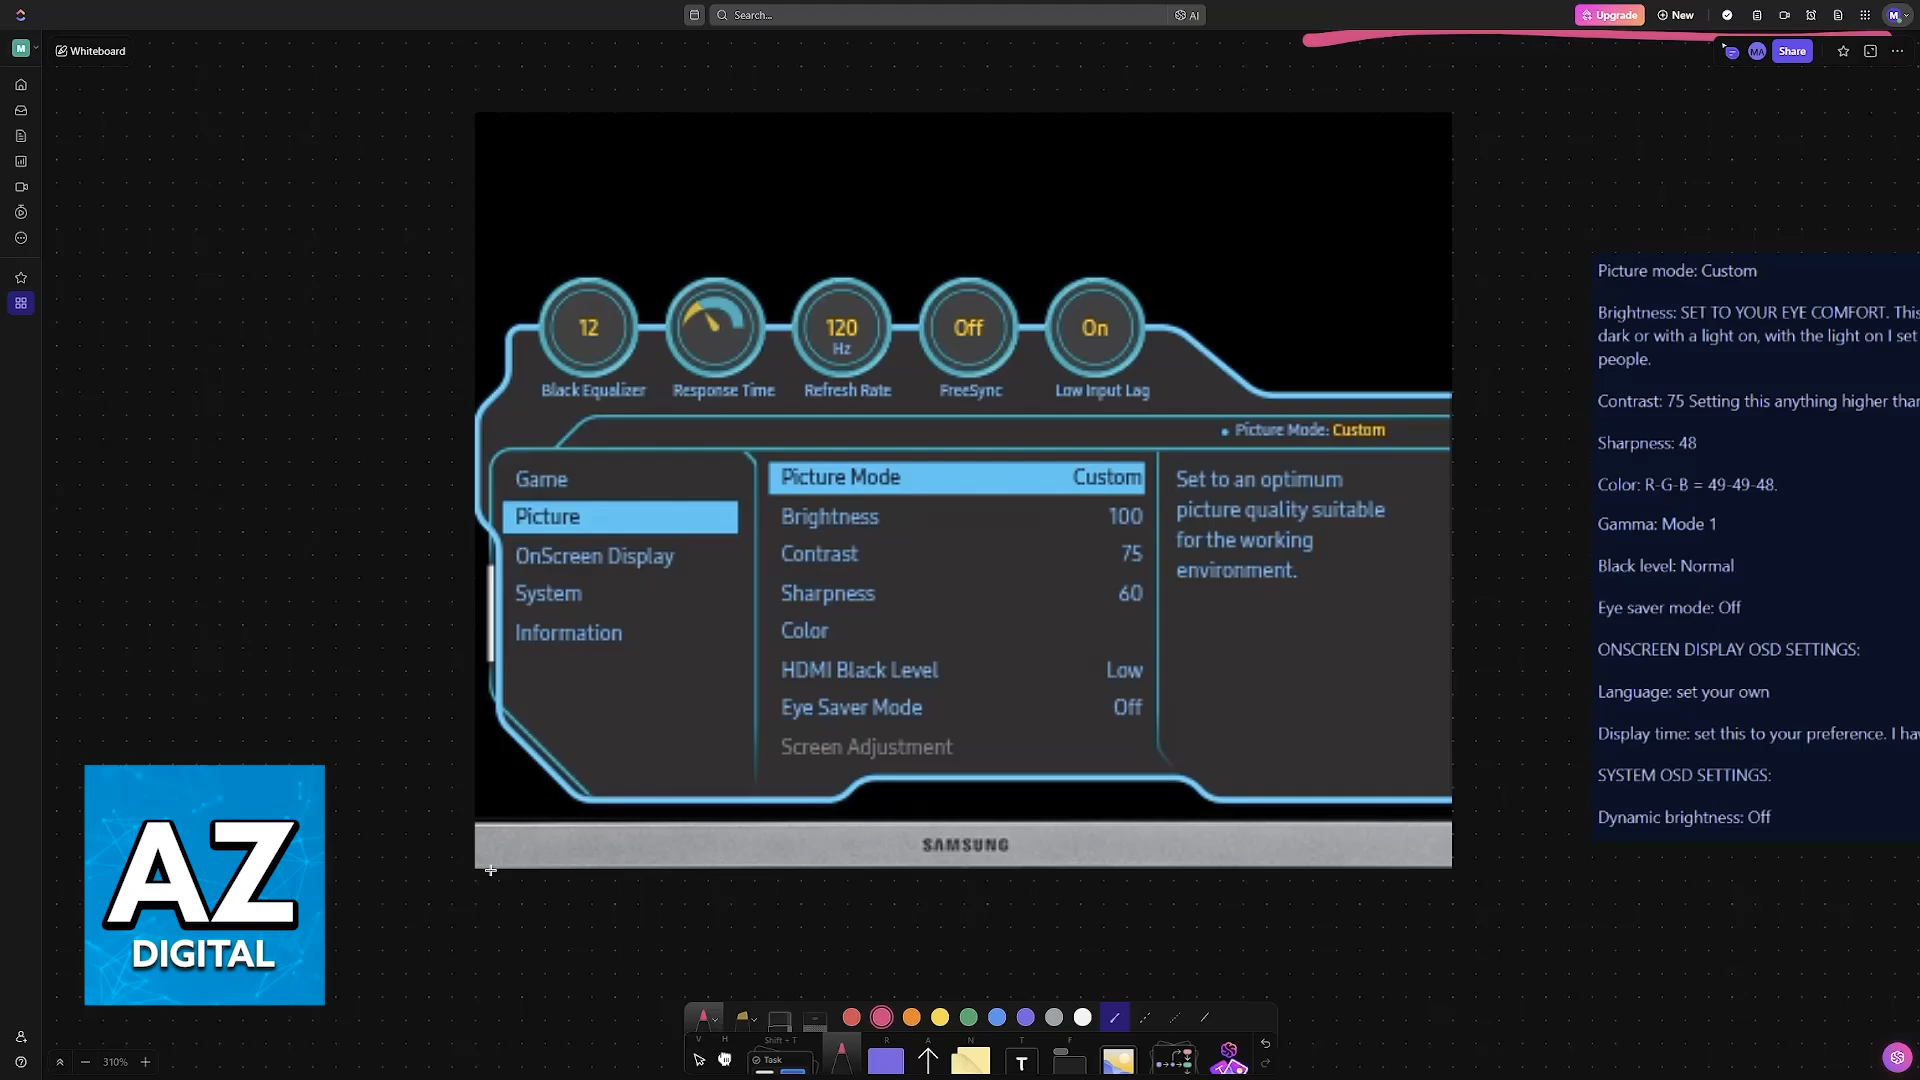 Search...
AI
Upgrade
New
M
M
Whiteboard
MA
Share
12
120
Hz
Off
On
Black Equalizer
Response Time
Refresh Rate
FreeSync
Low Input Lag
Picture Mode: Custom
Game
Picture
OnScreen Display
System
Information
Picture Mode Custom
Brightness 100
Contrast 75
Sharpness 60
Color
HDMI Black Level Low
Eye Saver Mode Off
Screen Adjustment
Set to an optimum
picture quality suitable
for the working
environment.
SAMSUNG
Picture mode: Custom
Brightness: SET TO YOUR EYE COMFORT. This
dark or with a light on, with the light on I set
people.
Contrast: 75 Setting this anything higher than
Sharpness: 48
Color: R-G-B = 49-49-48.
Gamma: Mode 1
Black level: Normal
Eye saver mode: Off
ONSCREEN DISPLAY OSD SETTINGS:
Language: set your own
Display time: set this to your preference. I hav
SYSTEM OSD SETTINGS:
Dynamic brightness: Off
AZ
DIGITAL
V H Shift + T R A N T F
Task
T
310%